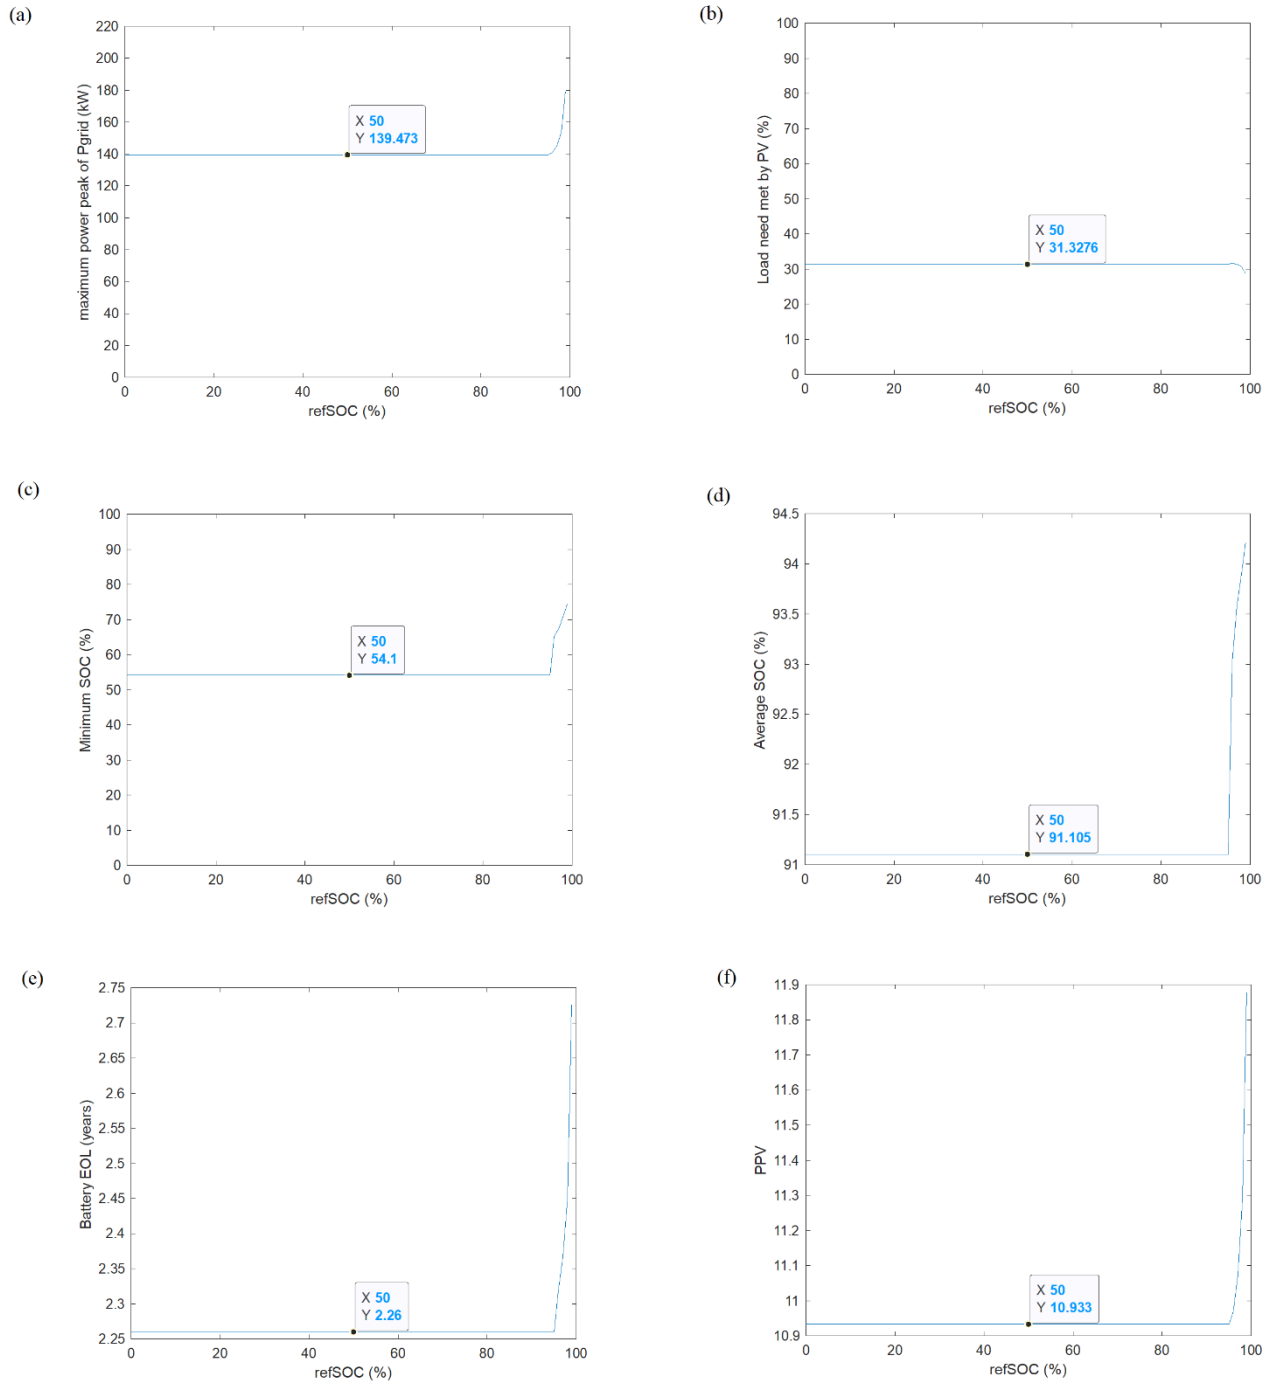 (a)
220
200
180
160
140
120
100
80
60
40
20
0
maximum power peak of Pgrid (kW)
X 50
Y 139.473
0 20 40 60 80 100
refSOC (%)
(b)
100
90
80
70
60
50
40
30
20
10
0
Load need met by PV (%)
X 50
Y 31.3276
0 20 40 60 80 100
refSOC (%)
(c)
100
90
80
70
60
50
40
30
20
10
0
Minimum SOC (%)
X 50
Y 54.1
0 20 40 60 80 100
refSOC (%)
(d)
94.5
94
93.5
93
92.5
92
91.5
91
Average SOC (%)
X 50
Y 91.105
0 20 40 60 80 100
refSOC (%)
(e)
2.75
2.7
2.65
2.6
2.55
2.5
2.45
2.4
2.35
2.3
2.25
Battery EOL (years)
X 50
Y 2.26
0 20 40 60 80 100
refSOC (%)
(f)
11.9
11.8
11.7
11.6
11.5
11.4
11.3
11.2
11.1
11
10.9
PPV
X 50
Y 10.933
0 20 40 60 80 100
refSOC (%)